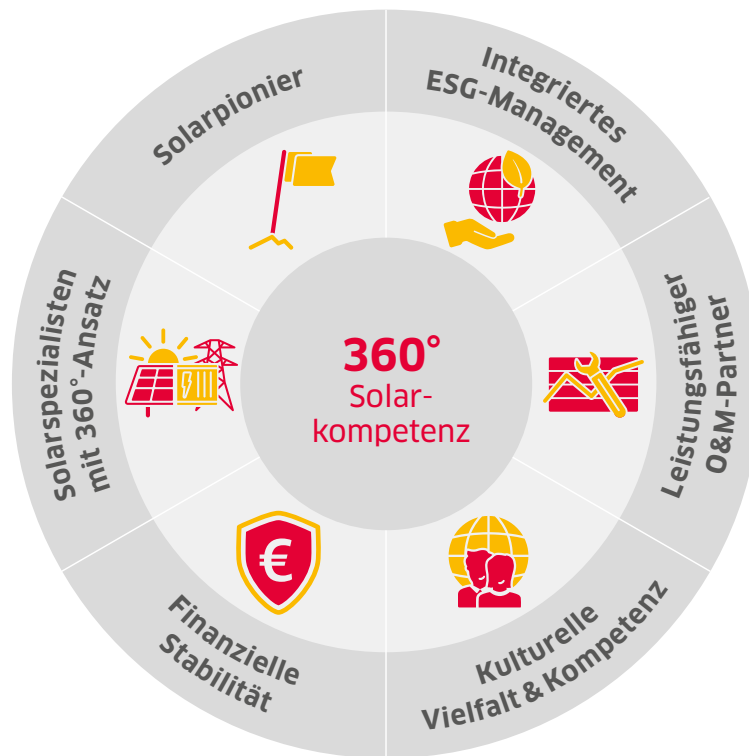 Solarpionier
Integriertes
ESG-Management
Leistungsfähiger
O&M-Partner
Kulturelle
Vielfalt & Kompetenz
€
Finanzielle
Stabilität
Solarspezialisten
mit 360°-Ansatz
360°
Solar-
kompetenz